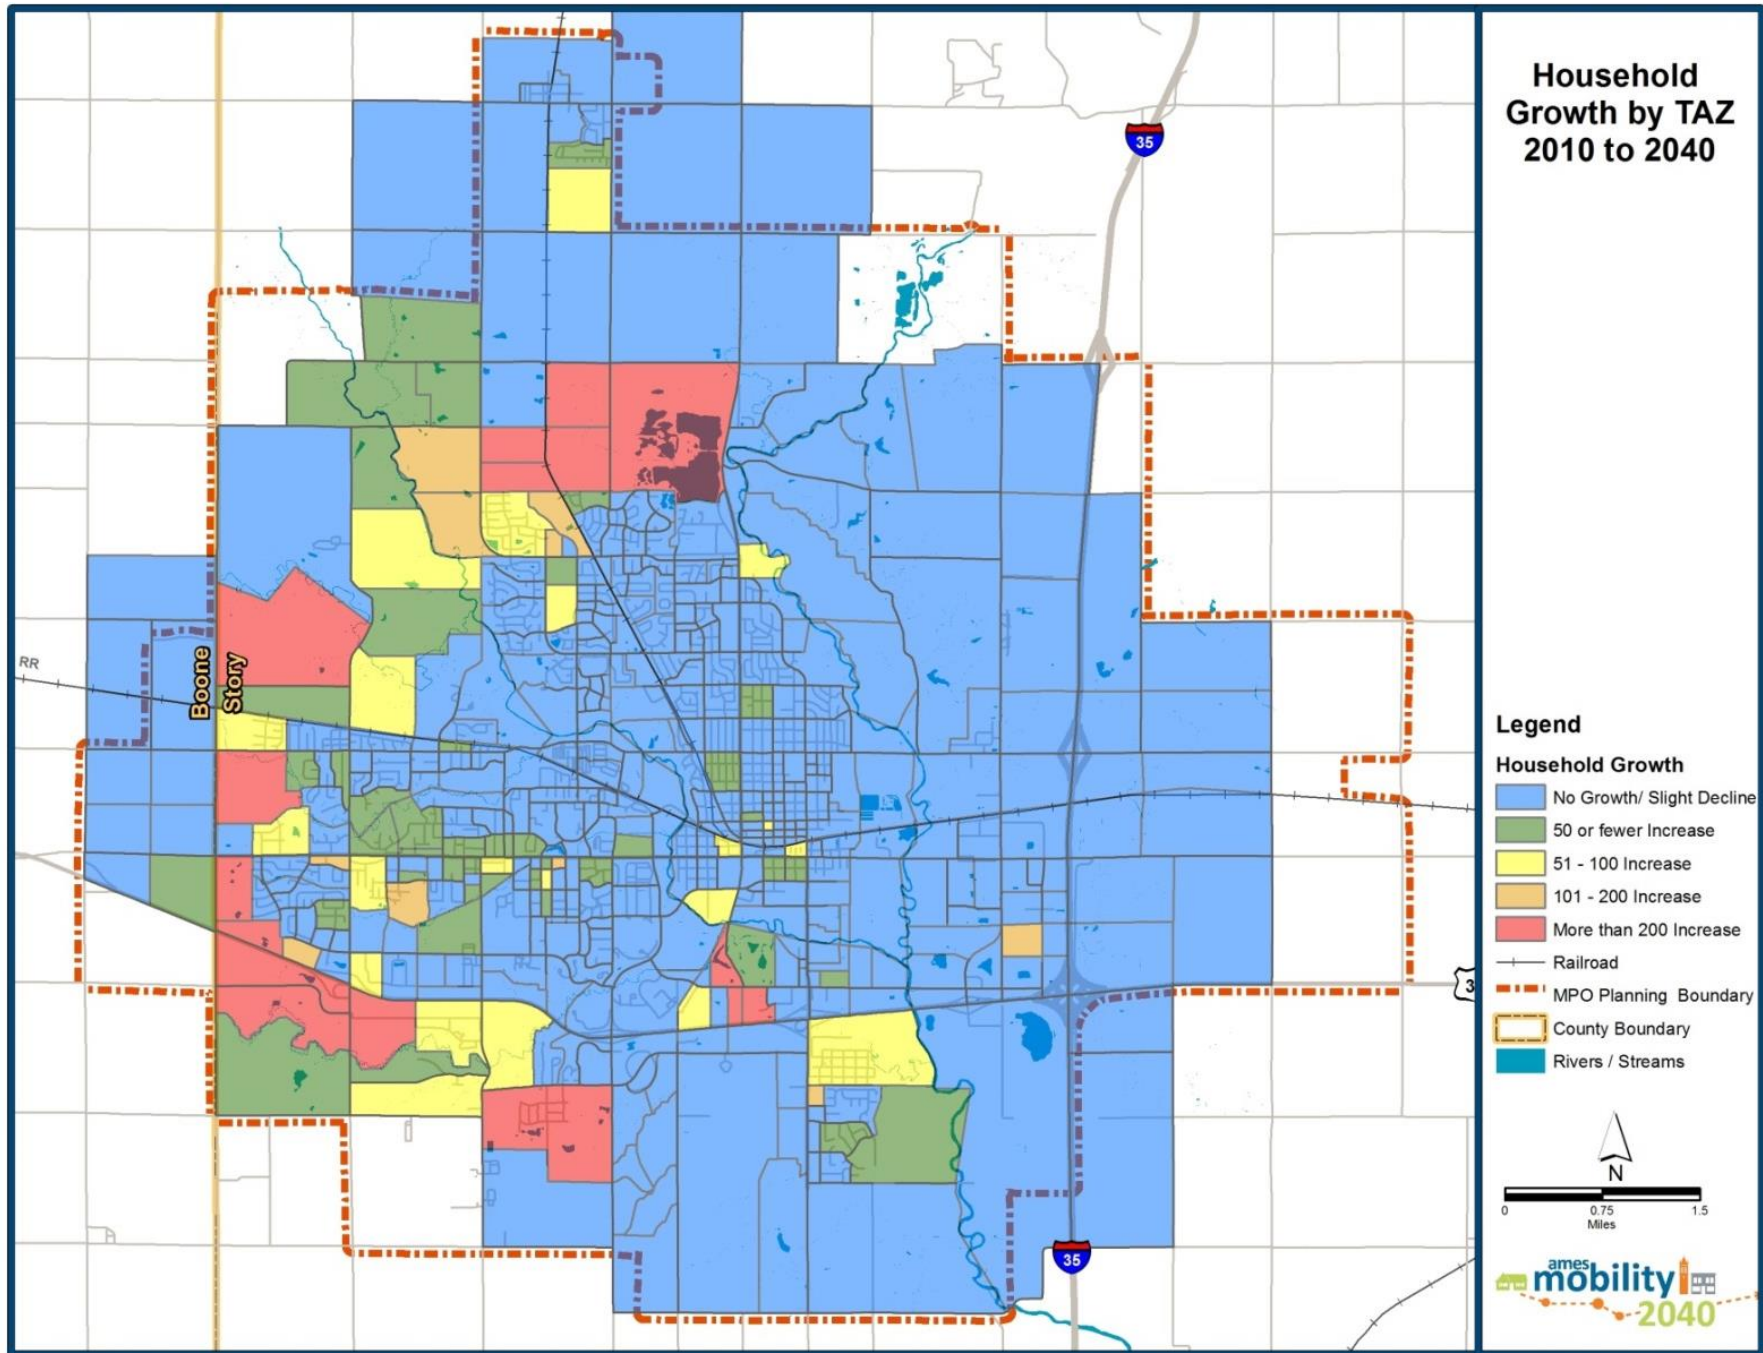 Household
Growth by TAZ
2010 to 2040
35
RR
Boone
Story
3
35
Legend
Household Growth
No Growth/ Slight Decline
50 or fewer Increase
51 - 100 Increase
101 - 200 Increase
More than 200 Increase
Railroad
MPO Planning Boundary
County Boundary
Rivers / Streams
N
0 0.75 1.5
Miles
ames
mobility
2040